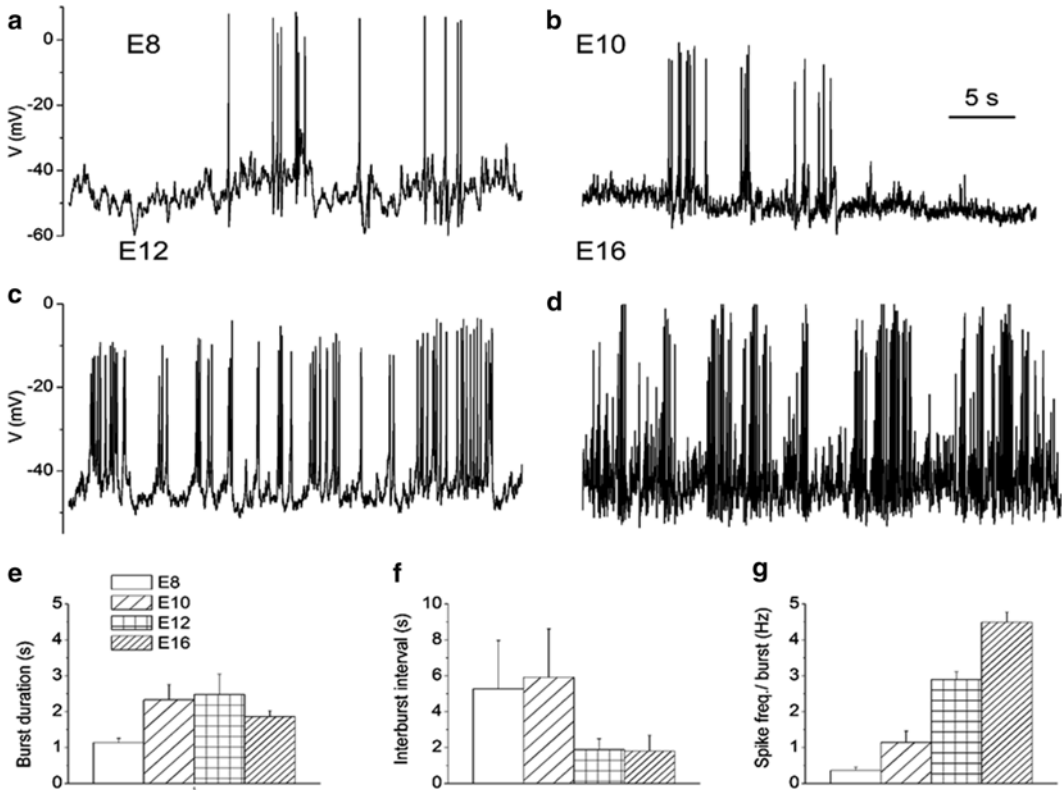 a
E8
0
-20
-40
-60
V (mV)
b
E10
5 s
E12
E16
c
0
-20
-40
V (mV)
d
e
E8
E10
E12
E16
5
4
3
2
1
0
Burst duration (s)
f
10
8
6
4
2
0
Interburst interval (s)
g
5
4
3
2
1
0
Spike freq./ burst (Hz)